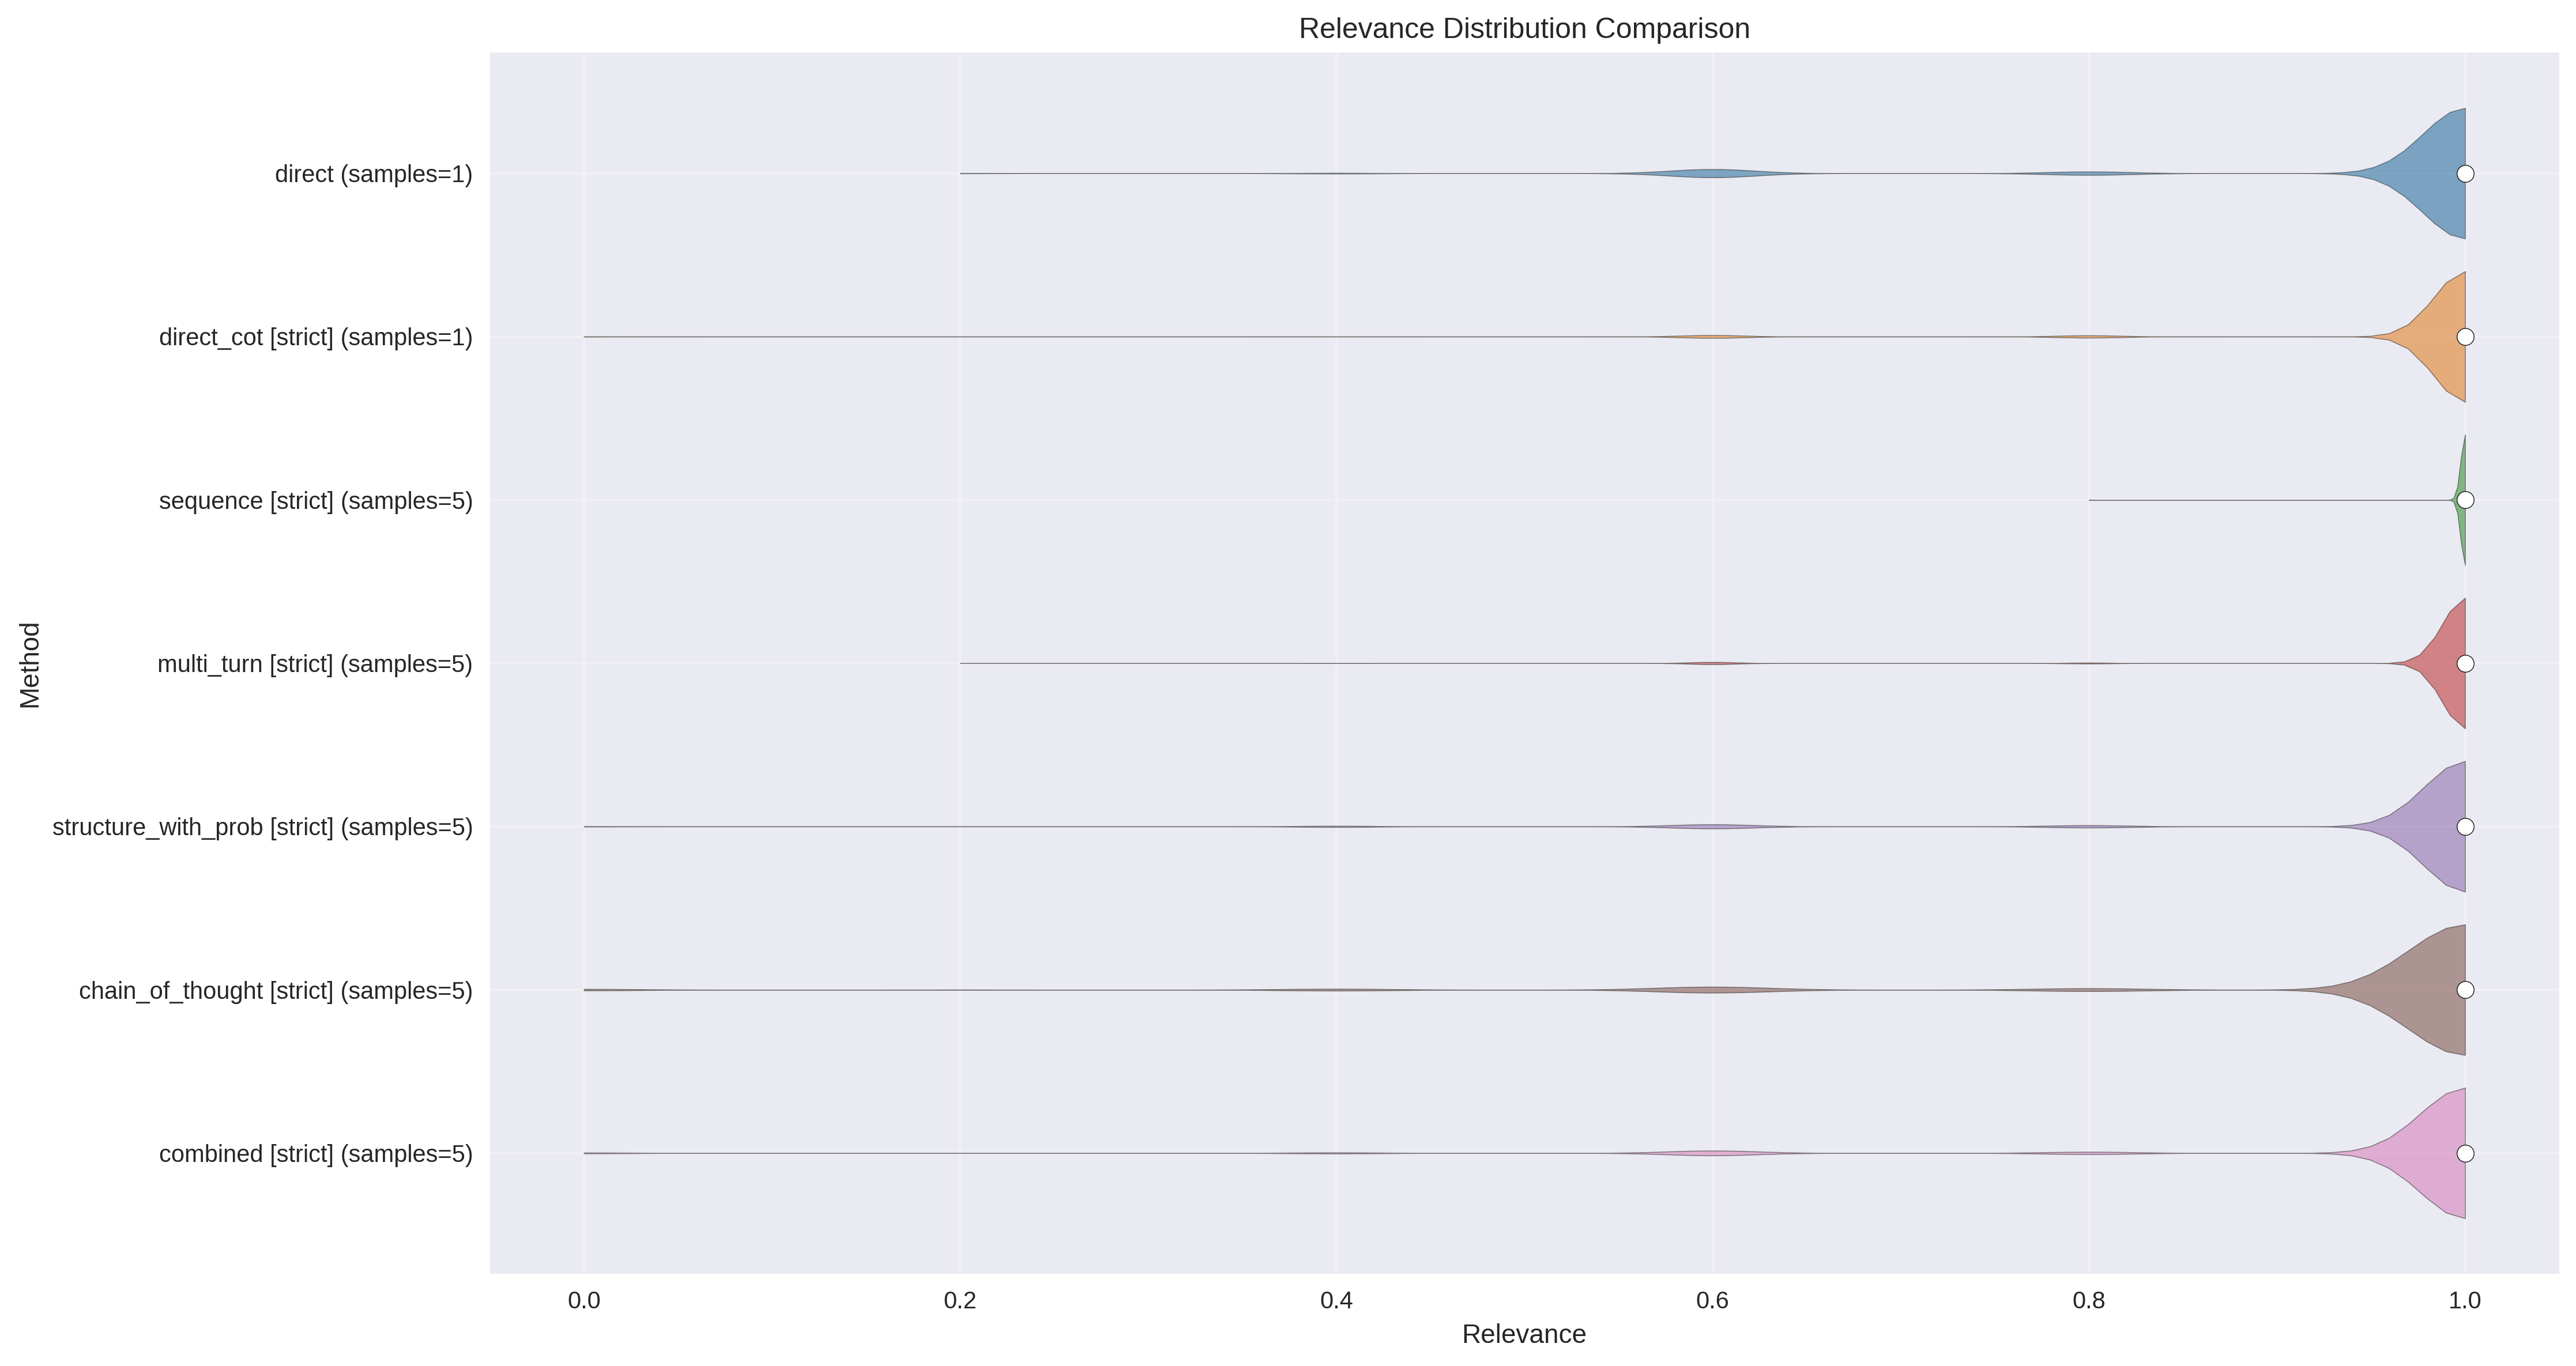 Relevance Distribution Comparison
direct (samples=1)
direct_cot [strict] (samples=1)
sequence [strict] (samples=5)
multi_turn [strict] (samples=5)
structure_with_prob [strict] (samples=5)
chain_of_thought [strict] (samples=5)
combined [strict] (samples=5)
Method
0.0 0.2 0.4 0.6 0.8 1.0
Relevance